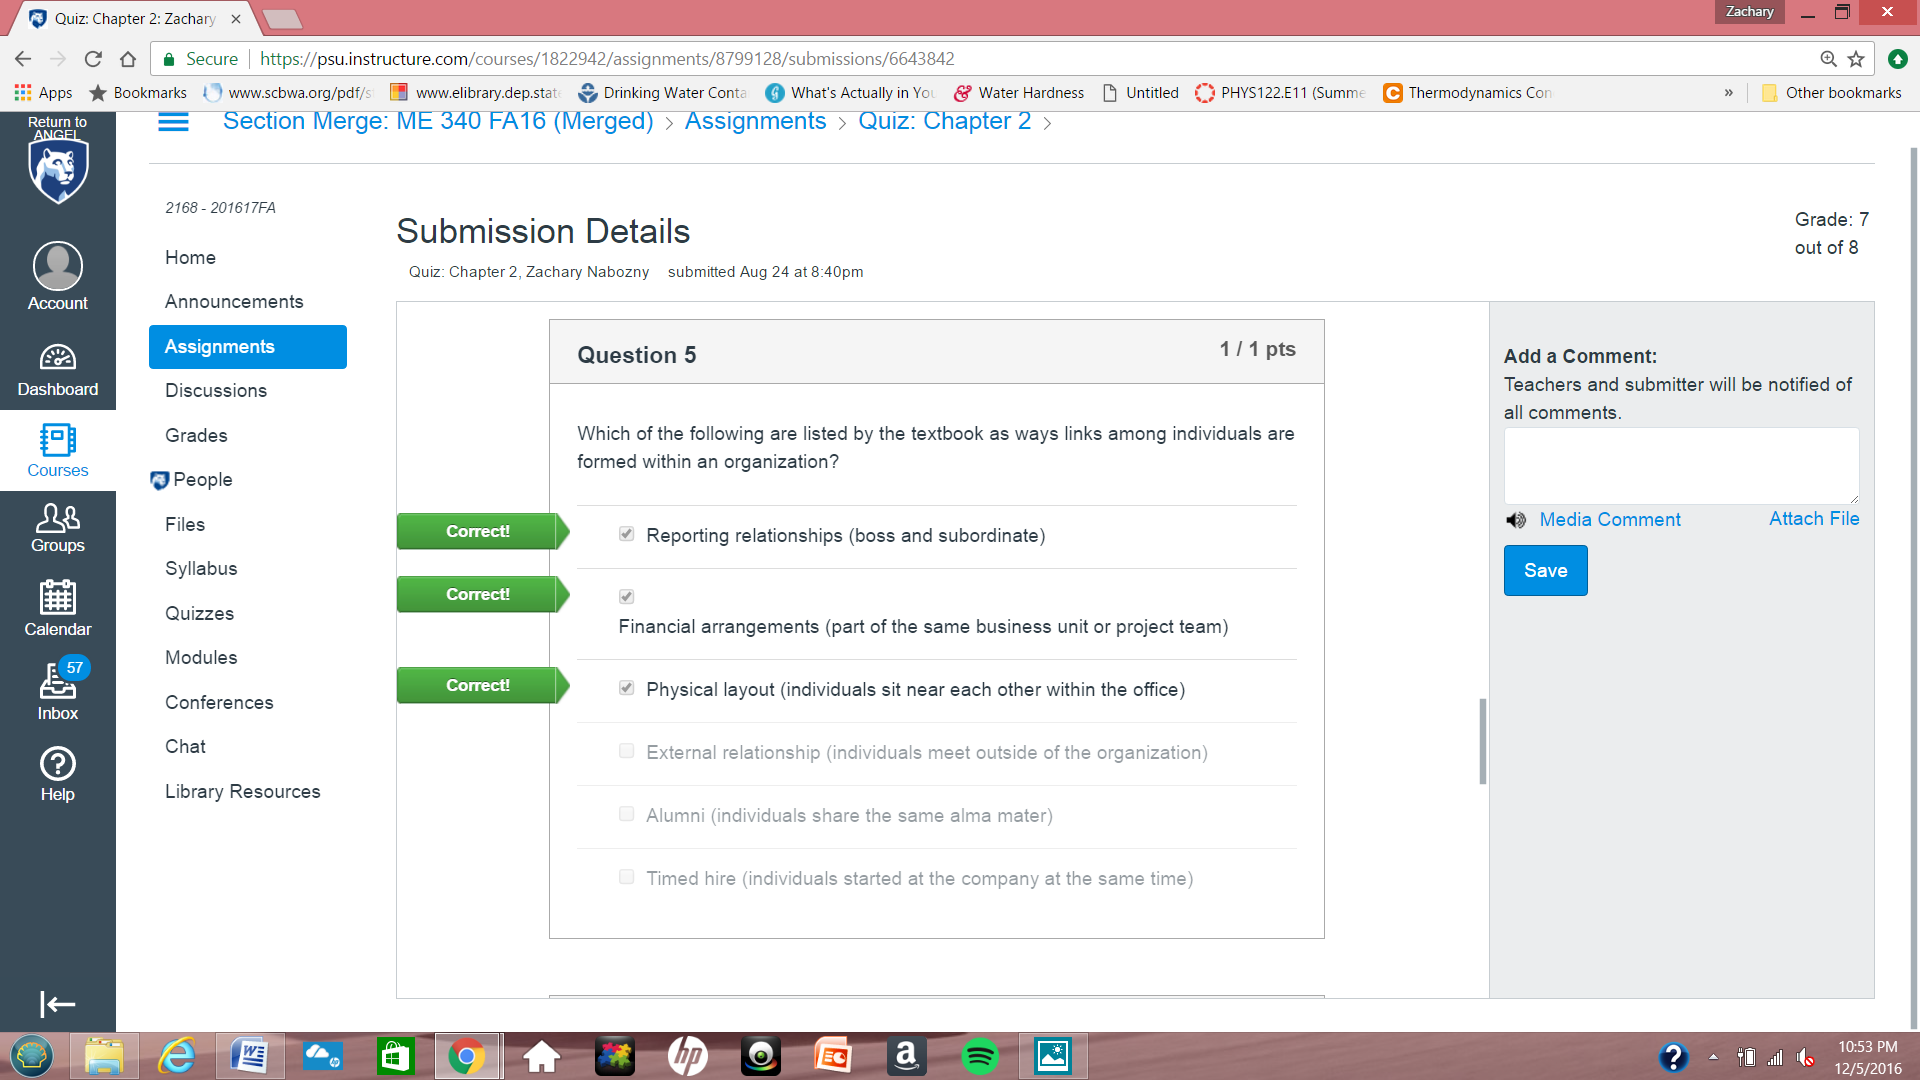 Quiz: Chapter 2: Zachary
Zachary
Secure https://psu.instructure.com/courses/1822942/assignments/8799128/submissions/6643842
Apps Bookmarks www.scbwa.org/pdf/s www.elibrary.dep.state Drinking Water Conta What's Actually in You Water Hardness Untitled PHYS122.E11 (Summe Thermodynamics Con » Other bookmarks
Return to
ANGEL
Account
Dashboard
Courses
Groups
Calendar
57
Inbox
Help
Section Merge: ME 340 FA16 (Merged) > Assignments > Quiz: Chapter 2 >
2168 - 201617FA
Home
Announcements
Assignments
Discussions
Grades
People
Files
Syllabus
Quizzes
Modules
Conferences
Chat
Library Resources
Submission Details
Quiz: Chapter 2, Zachary Nabozny submitted Aug 24 at 8:40pm
Grade: 7
out of 8
Question 5
1 / 1 pts
Which of the following are listed by the textbook as ways links among individuals are
formed within an organization?
Correct! Reporting relationships (boss and subordinate)
Correct!
Financial arrangements (part of the same business unit or project team)
Correct! Physical layout (individuals sit near each other within the office)
External relationship (individuals meet outside of the organization)
Alumni (individuals share the same alma mater)
Timed hire (individuals started at the company at the same time)
Add a Comment:
Teachers and submitter will be notified of
all comments.
Media Comment Attach File
Save
10:53 PM
12/5/2016